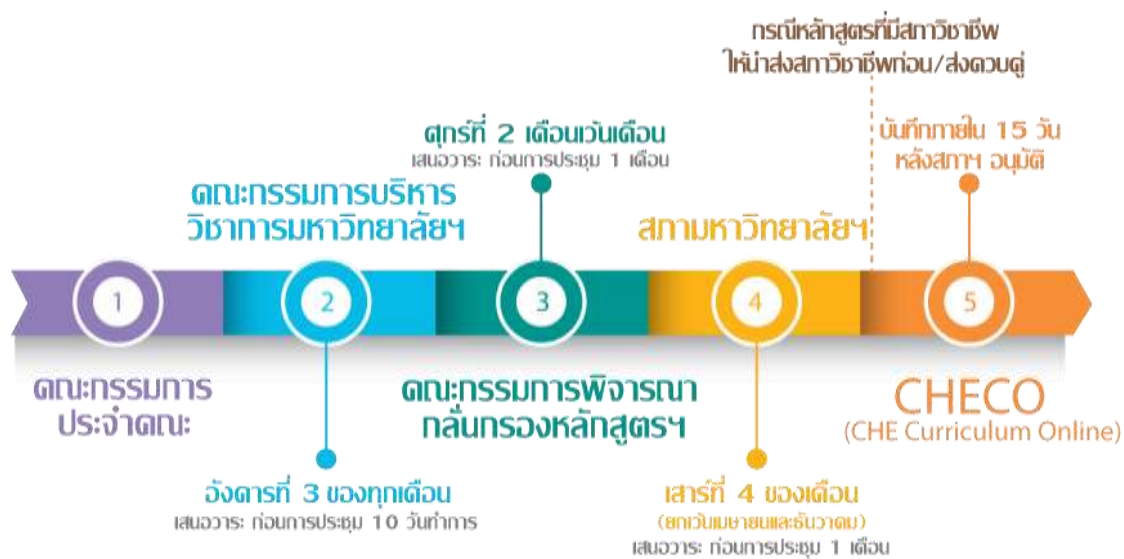 กรณีหลักสูตรที่มีสภาวิชาชีพ
ให้นำส่งสภาวิชาชีพก่อน/ส่งควบคู่
ศุกร์ที่ 2 เดือนเว้นเดือน
เสนอวาระ ก่อนการประชุม 1 เดือน
บันทึกภายใน 15 วัน
หลังสภาฯ อนุมัติ
คณะกรรมการบริหาร
วิชาการมหาวิทยาลัยฯ
สภามหาวิทยาลัยฯ
1
2
3
4
5
คณะกรรมการ
ประจำคณะ
คณะกรรมการพิจารณา
กลั่นกรองหลักสูตรฯ
CHECO
(CHE Curriculum Online)
อังคารที่ 3 ของทุกเดือน
เสนอวาระ ก่อนการประชุม 10 วันทำการ
เสาร์ที่ 4 ของเดือน
(ยกเว้นเมษายนและธันวาคม)
เสนอวาระ ก่อนการประชุม 1 เดือน